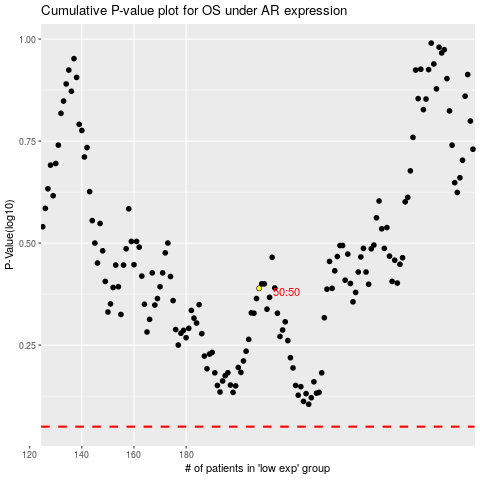 Cumulative P-value plot for OS under AR expression
1.00
0.75
0.50
0.25
P-Value(log10)
50:50
120 140 160 180
# of patients in 'low exp' group